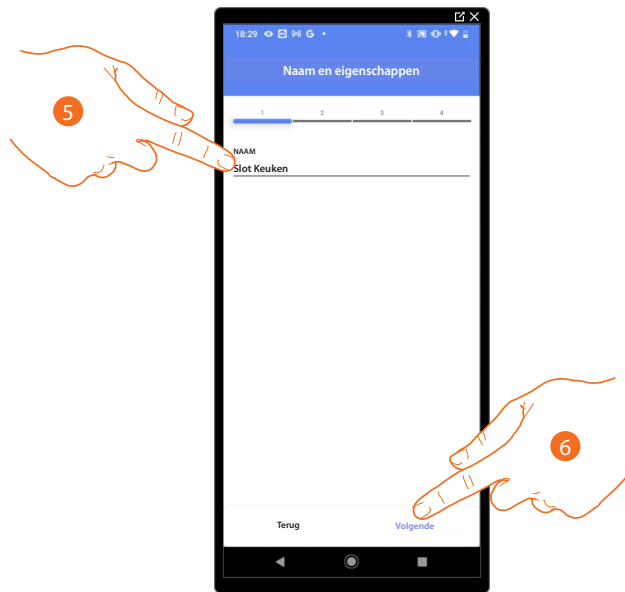 18:29 G
Naam en eigenschappen
1 2 3 4
NAAM
Slot Keuken
5
6
Terug Volgende